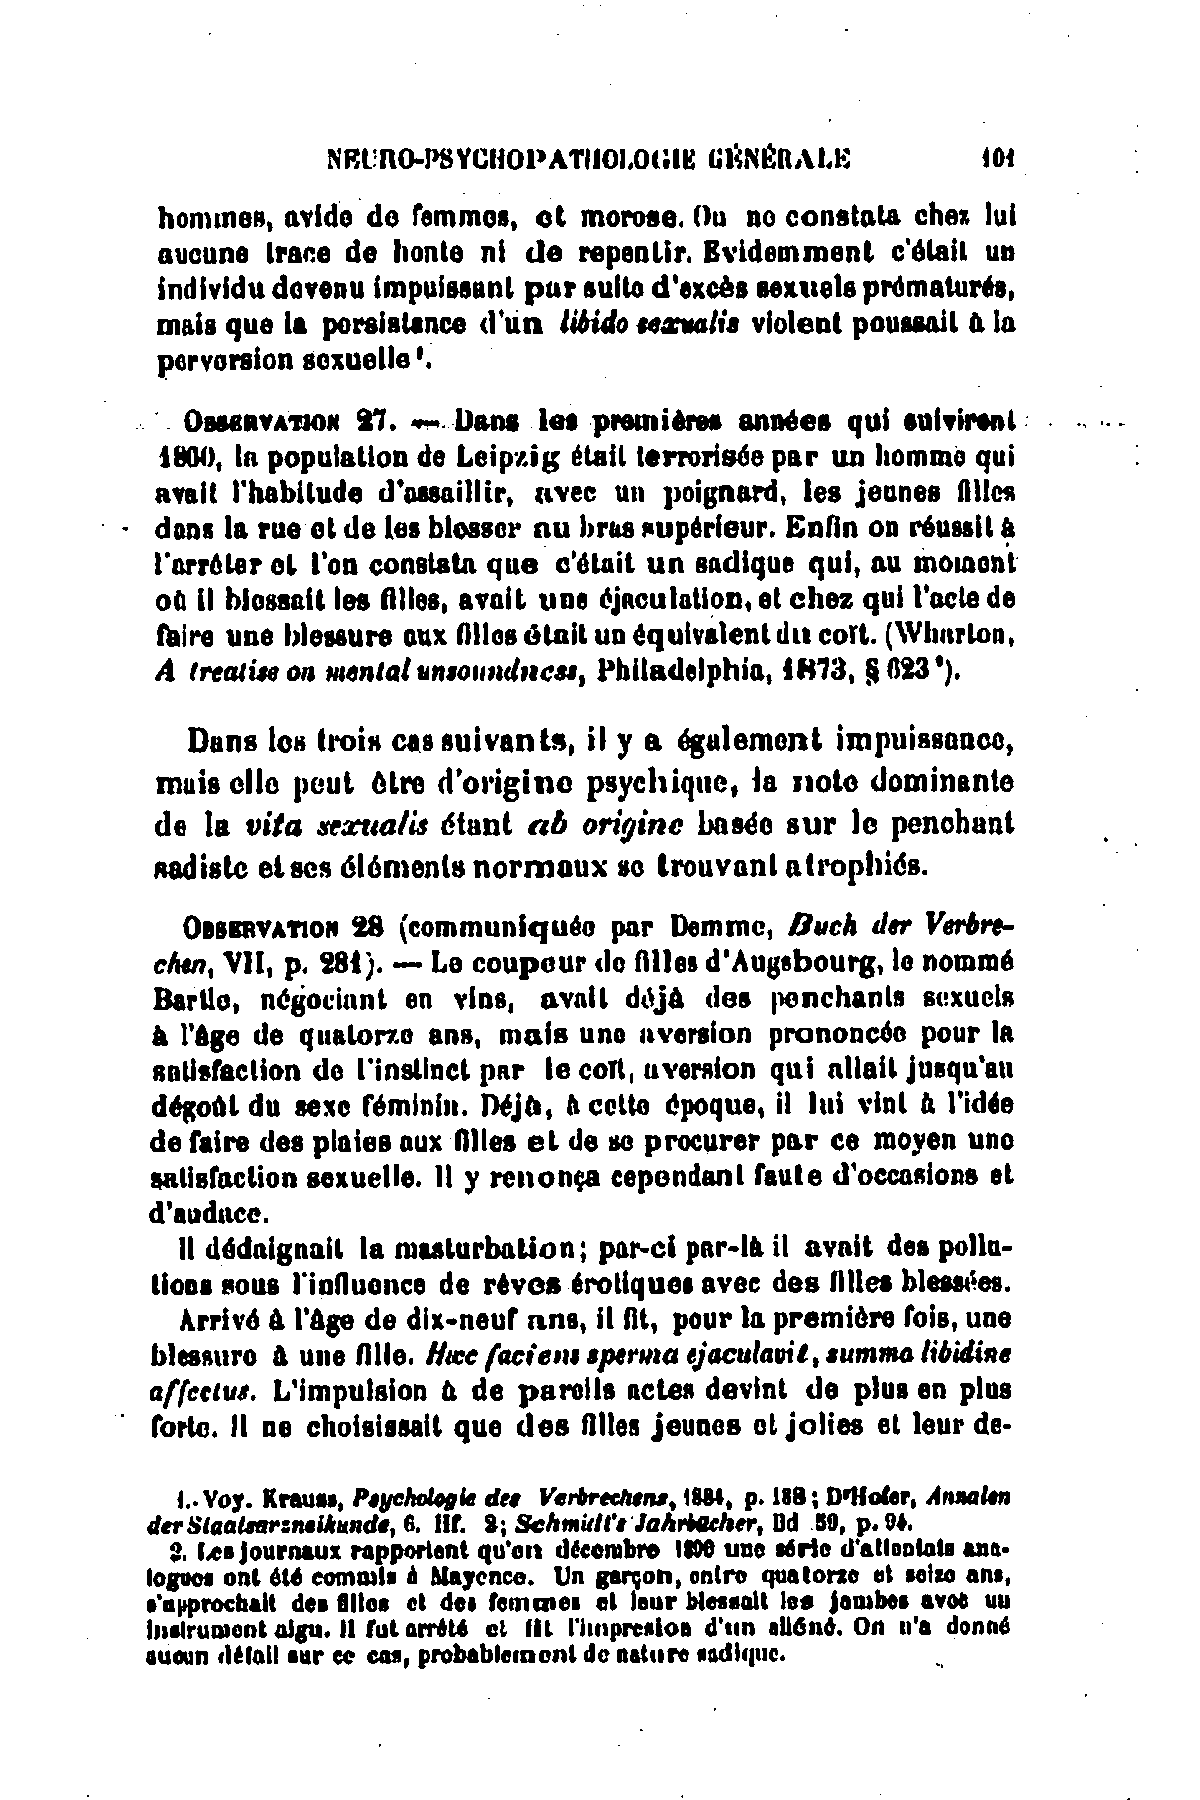 NEURO-PSYCHOPATHOLOGIE GÉNÉRALE 101
hommes, avide de femmes, et morose. On ne constata chez lui
aucune trace de honte ni de repentir. Evidemment c'était un
individu devenu impuissant par suite d'excès sexuels prématurés,
mais que la persistance d'un libido sexualis violent poussait à la
perversion sexuelle¹.
OBSERVATION 27. — Dans les premières années qui suivirent
1800, la population de Leipzig était terrorisée par un homme qui
avait l'habitude d'assaillir, avec un poignard, les jeunes filles
dans la rue et de les blesser au bras supérieur. Enfin on réussit à
l'arrêter et l'on constata que c'était un sadique qui, au moment
où il blessait les filles, avait une éjaculation, et chez qui l'acte de
faire une blessure aux filles était un équivalent du coït. (Wharton,
A treatise on mental unsoundness, Philadelphia, 1873, § 623²).
Dans les trois cas suivants, il y a également impuissance,
mais elle peut être d'origine psychique, la note dominante
de la vita sexualis étant ab origine basée sur le penchant
sadiste et ses éléments normaux se trouvant atrophiés.
OBSERVATION 28 (communiquée par Demme, Buch der Verbre-
chen, VII, p. 281). — Le coupeur de filles d'Augsbourg, le nommé
Bartle, négociant en vins, avait déjà des penchants sexuels
à l'âge de quatorze ans, mais une aversion prononcée pour la
satisfaction de l'instinct par le coït, aversion qui allait jusqu'au
dégoût du sexe féminin. Déjà, à cette époque, il lui vint à l'idée
de faire des plaies aux filles et de se procurer par ce moyen une
satisfaction sexuelle. Il y renonça cependant faute d'occasions et
d'audace.
Il dédaignait la masturbation; par-ci par-là il avait des pollu-
tions sous l'influence de rêves érotiques avec des filles blessées.
Arrivé à l'âge de dix-neuf ans, il fit, pour la première fois, une
blessure à une fille. Hæc faciens sperma ejaculavit, summa libidine
affectus. L'impulsion à de pareils actes devint de plus en plus
forte. Il ne choisissait que des filles jeunes et jolies et leur de-
1. Voy. Krauss, Psychologie des Verbrechens, 1884, p. 188; Dr Hofer, Annalen
der Staatsarzneikunde, 6. Hf. 2; Schmidt's Jahrbücher, Bd 59, p. 94.
2. Les journaux rapportent qu'en décembre 1890 une série d'attentats ana-
logues ont été commis à Mayence. Un garçon, entre quatorze et seize ans,
s'approchait des filles et des femmes et leur blessait les jambes avec un
instrument aigu. Il fut arrêté et fit l'impression d'un aliéné. On n'a donné
aucun détail sur ce cas, probablement de nature sadique.